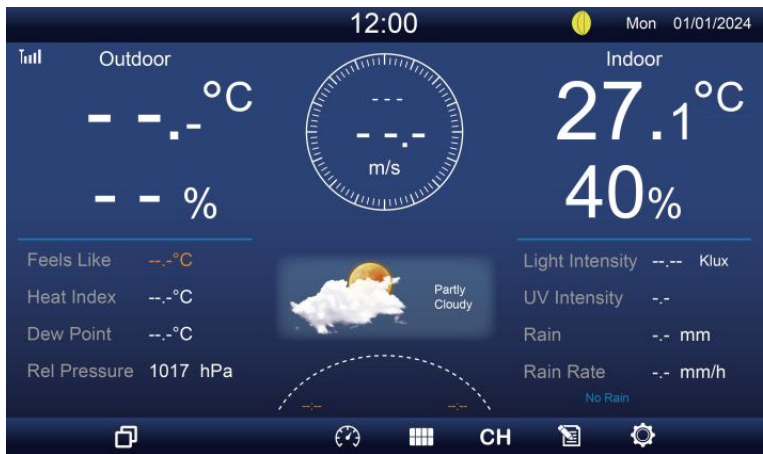 12:00
Mon 01/01/2024
Outdoor
--.-°C
-- %
---
--.-
m/s
Indoor
27.1°C
40%
Feels Like --.-°C
Heat Index --.-°C
Dew Point --.-°C
Rel Pressure 1017 hPa
Partly
Cloudy
--:--
--:--
Light Intensity --.-- Klux
UV Intensity -.-
Rain -.- mm
Rain Rate -.- mm/h
No Rain
CH